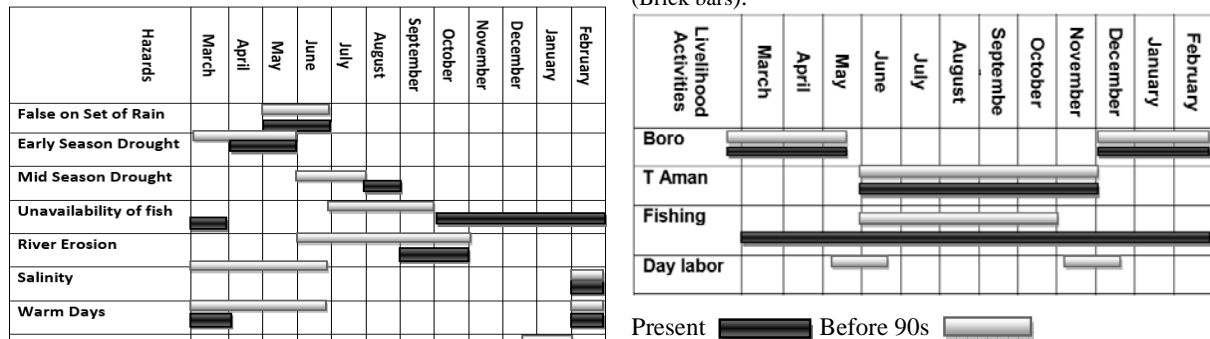 (Brick bars).
Hazards March April May June July August September October November December January February
False on Set of Rain
Early Season Drought
Mid Season Drought
Unavailability of fish
River Erosion
Salinity
Warm Days
Livelihood Activities March April May June July August Septembe October November December January February
Boro
T Aman
Fishing
Day labor
Present Before 90s